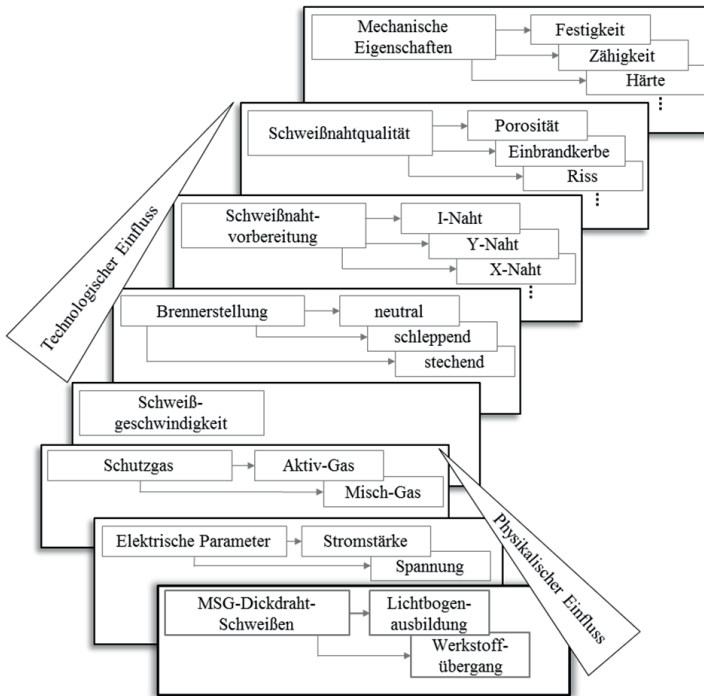 Mechanische
Eigenschaften
Festigkeit
Zähigkeit
Härte
Schweißnahtqualität
Porosität
Einbrandkerbe
Riss
Technologischer Einfluss
Schweißnaht-
vorbereitung
I-Naht
Y-Naht
X-Naht
Brennerstellung
neutral
schleppend
stechend
Schweiß-
geschwindigkeit
Schutzgas
Aktiv-Gas
Misch-Gas
Physikalischer Einfluss
Elektrische Parameter
Stromstärke
Spannung
MSG-Dickdraht-
Schweißen
Lichtbogen-
ausbildung
Werkstoff-
übergang